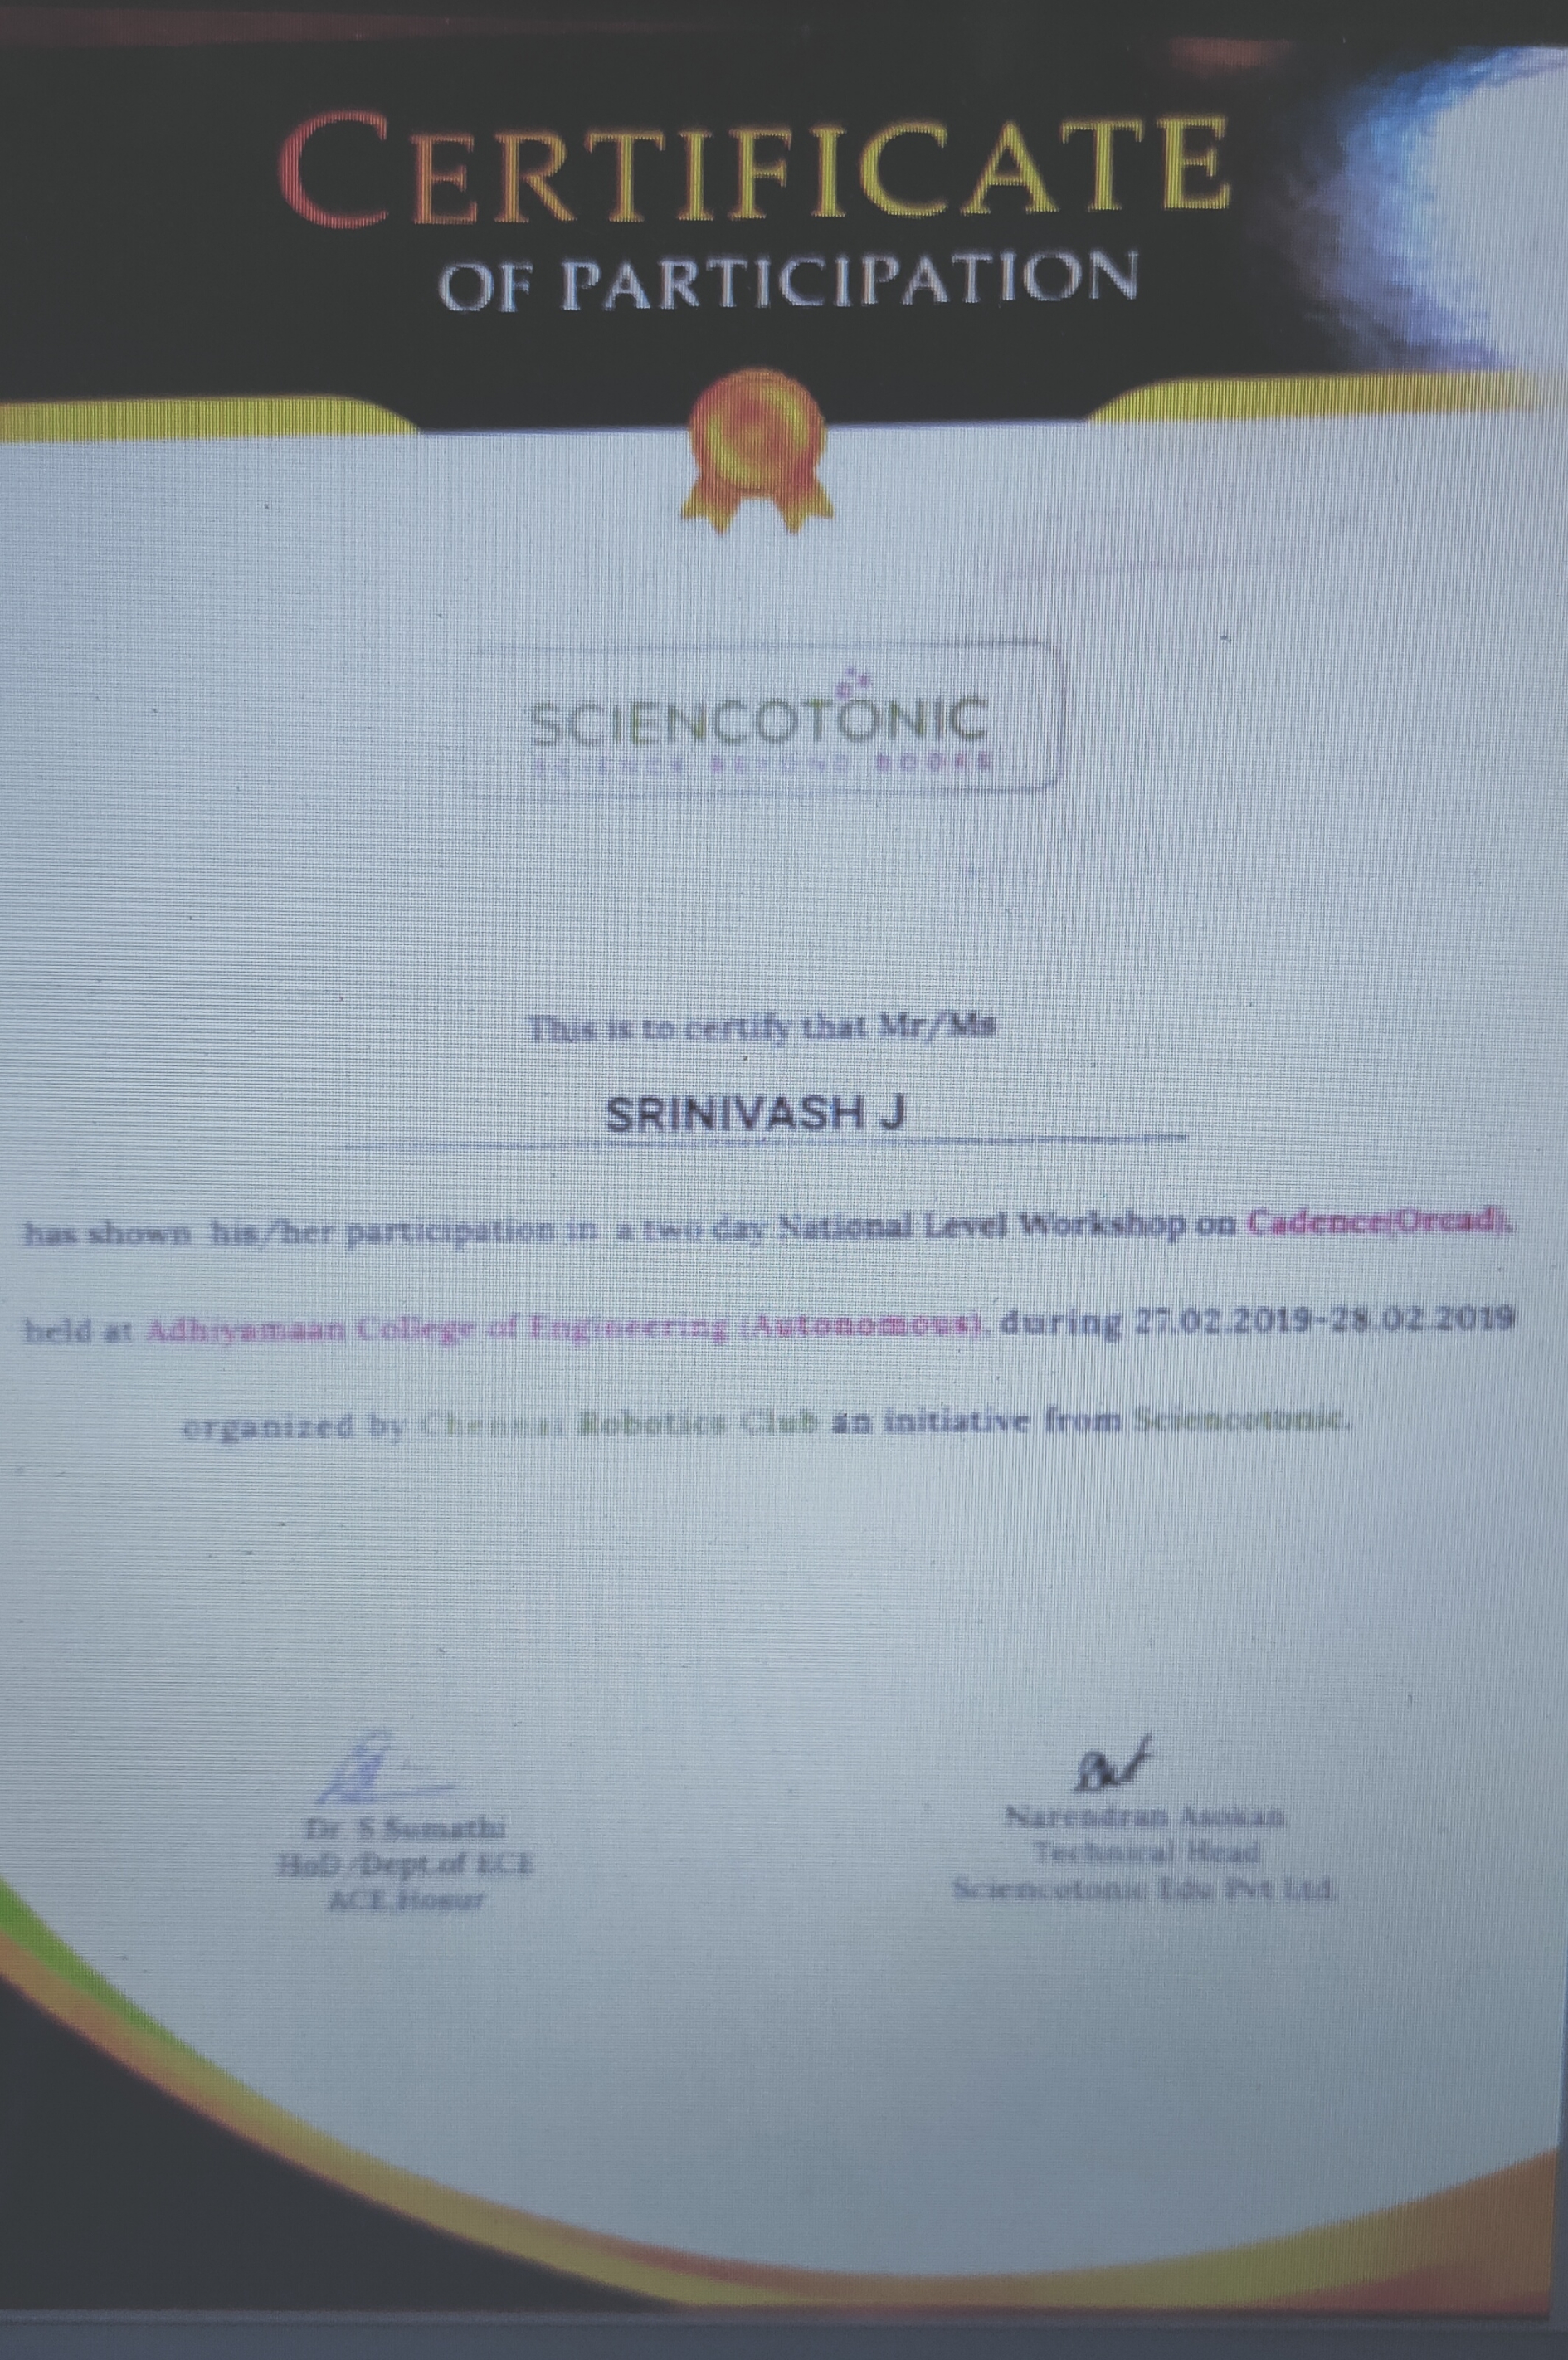 CERTIFICATE
OF PARTICIPATION
SCIENCOTONIC
SCIENCE BEYOND BOOKS
This is to certify that Mr/Ms
SRINIVASH J
has shown his/her participation in a two day National Level Workshop on Cadence(Orcad),
held at Adhiyamaan College of Engineering (Autonomous), during 27.02.2019-28.02.2019
organized by Chennai Robotics Club an initiative from Sciencotonic.
Dr S Sumathi
HoD/Dept.of ECE
ACE,Hosur
Narendran Asokan
Technical Head
Sciencotonic Edu Pvt Ltd.